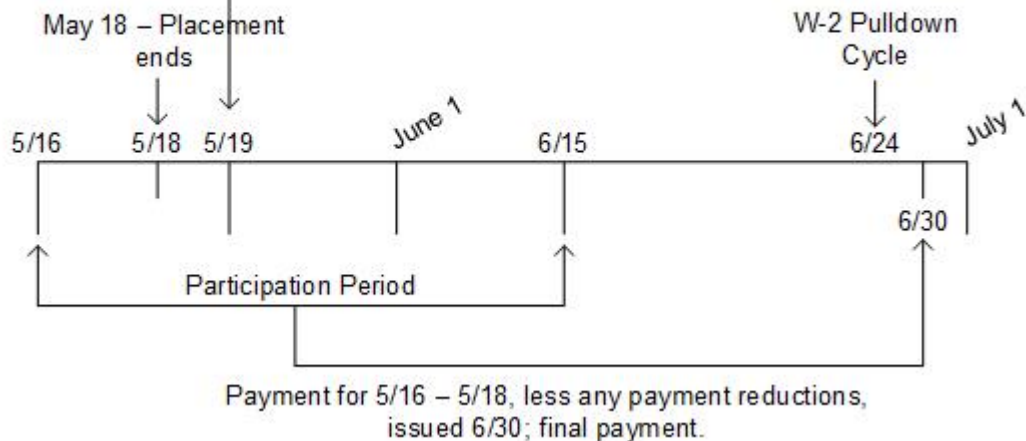 May 18 – Placement
ends
W-2 Pulldown
Cycle
5/16
5/18
5/19
June 1
6/15
6/24
July 1
6/30
Participation Period
Payment for 5/16 – 5/18, less any payment reductions,
issued 6/30; final payment.